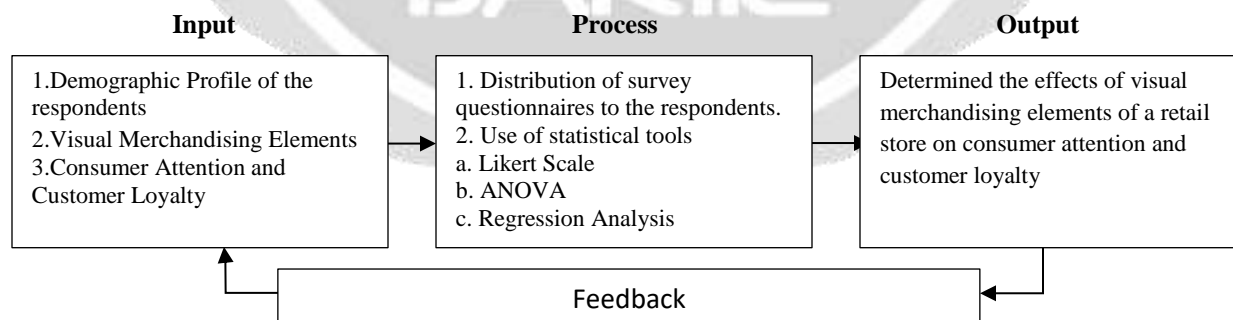 Input
Process
Output
1.Demographic Profile of the
respondents
2.Visual Merchandising Elements
3.Consumer Attention and
Customer Loyalty
1. Distribution of survey
questionnaires to the respondents.
2. Use of statistical tools
a. Likert Scale
b. ANOVA
c. Regression Analysis
Determined the effects of visual
merchandising elements of a retail
store on consumer attention and
customer loyalty
Feedback